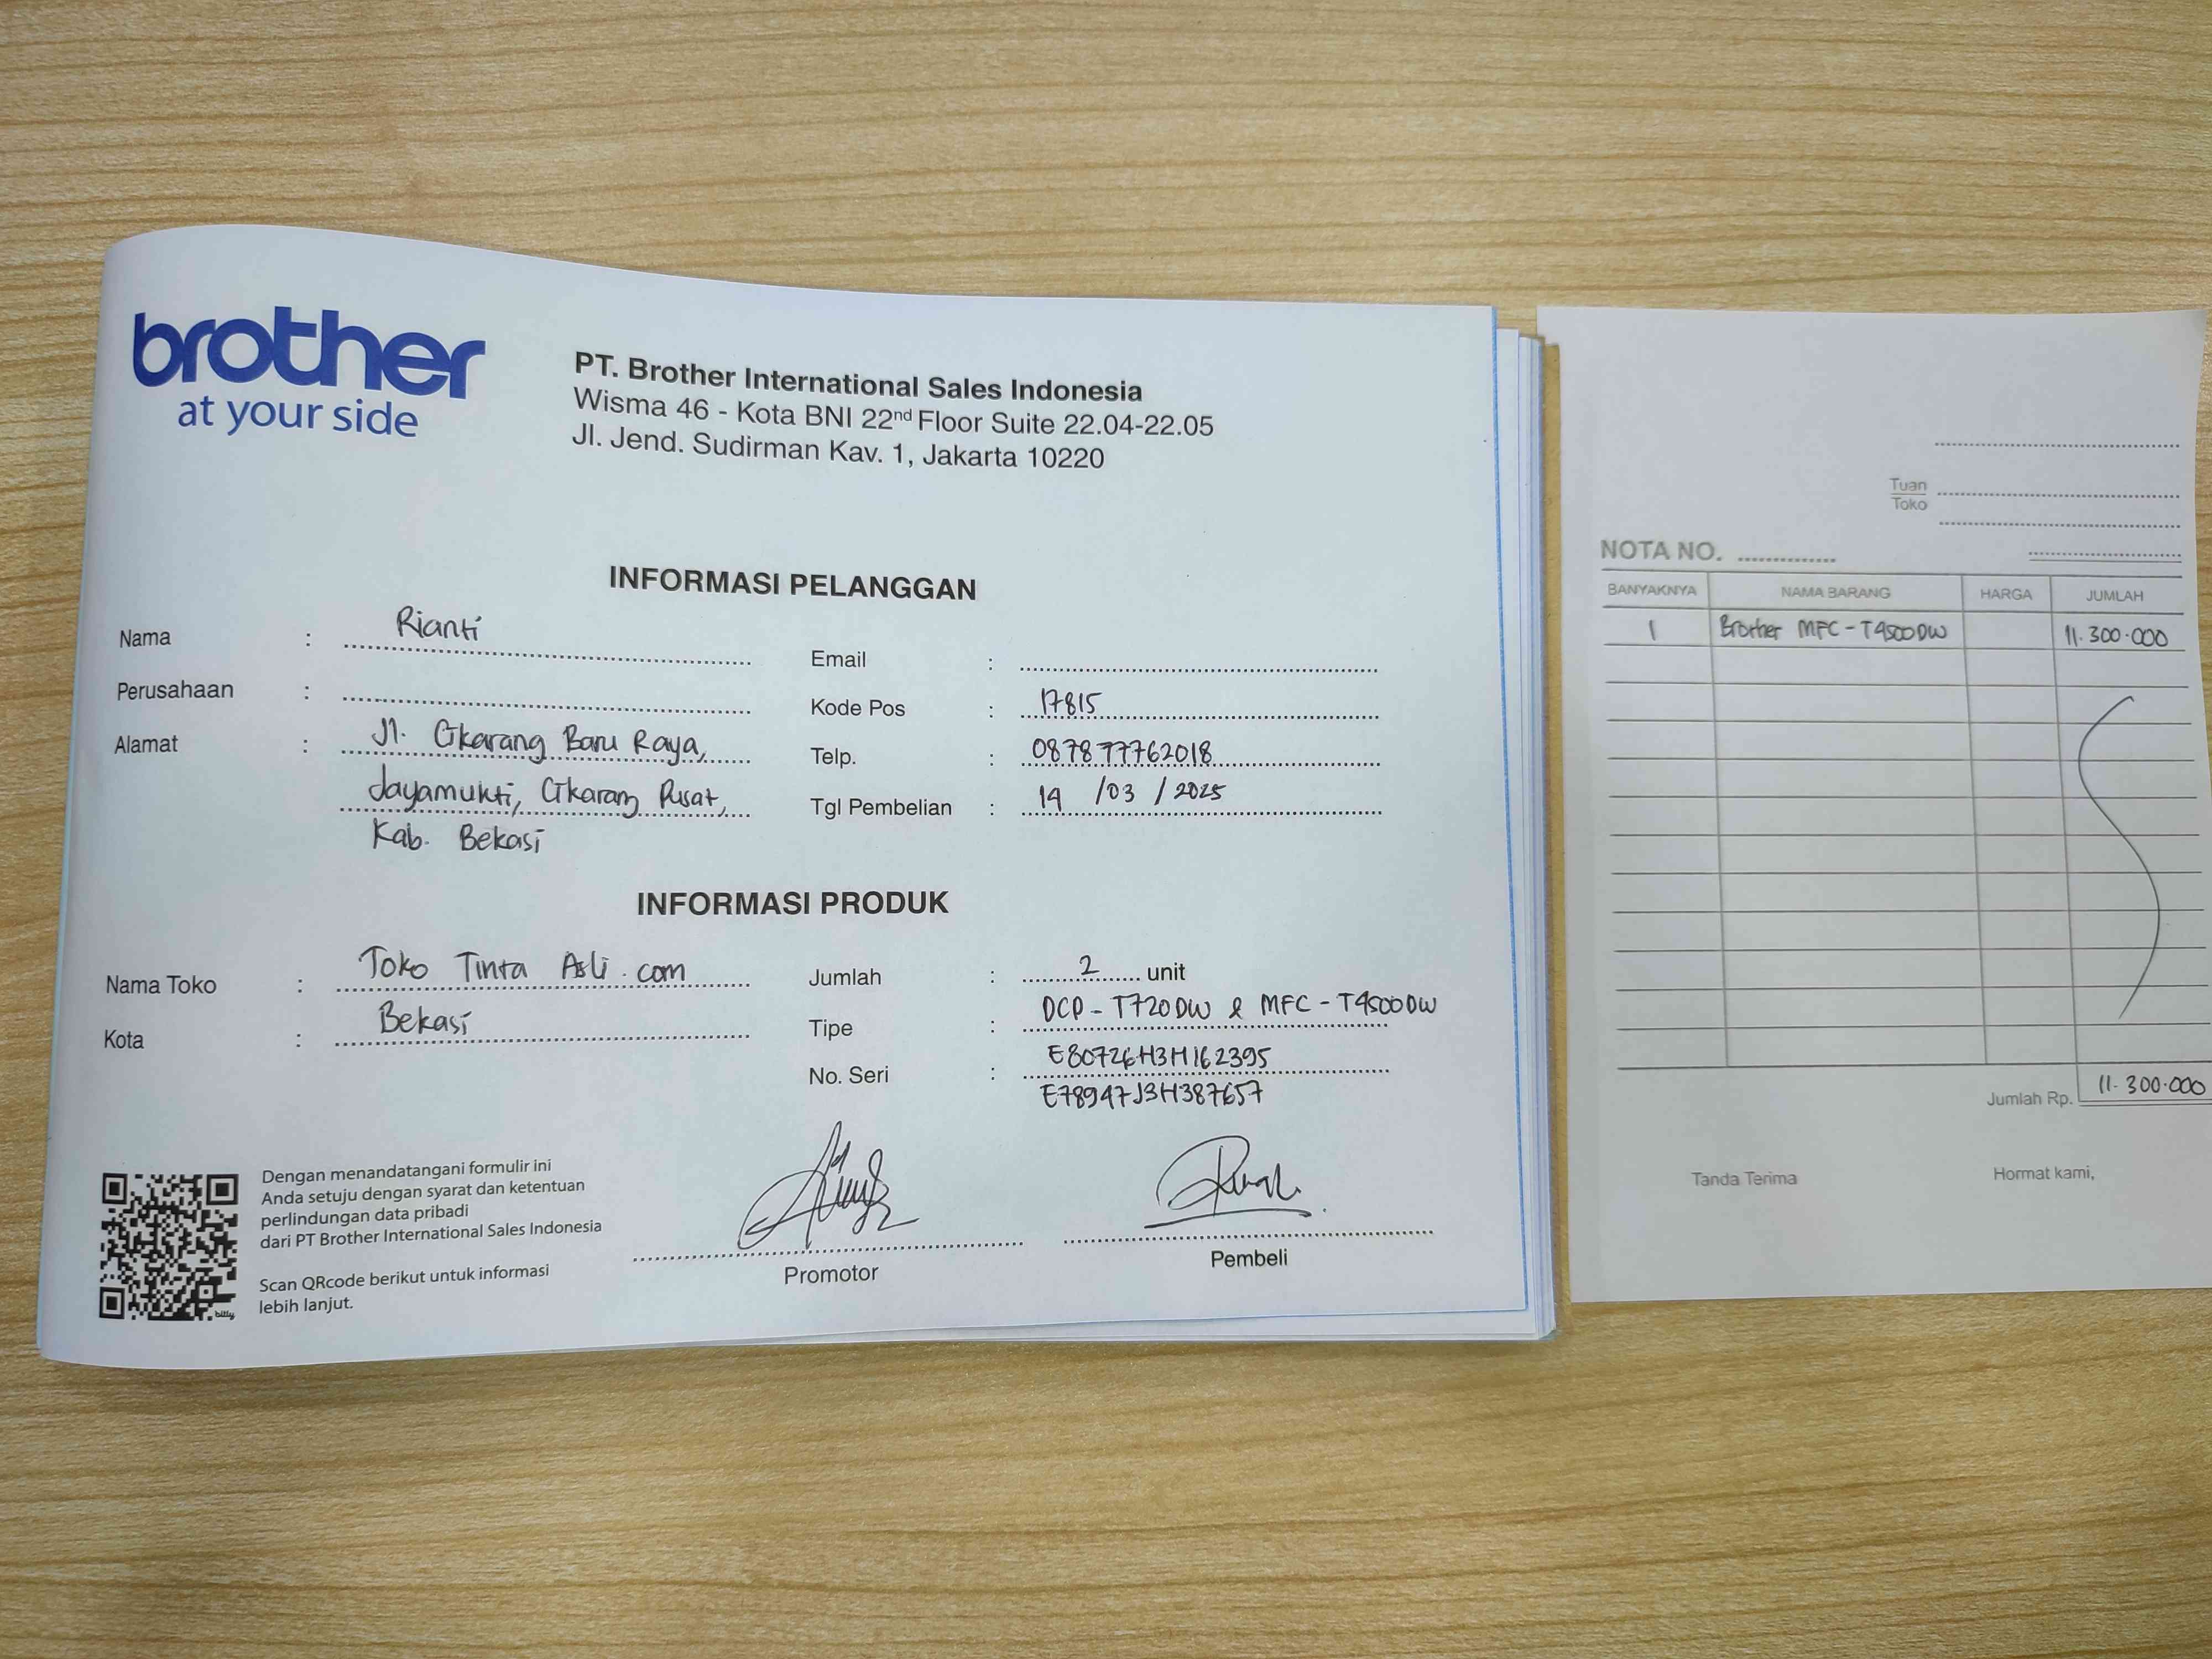 brother
at your side
PT. Brother International Sales Indonesia
Wisma 46 - Kota BNI 22nd Floor Suite 22.04-22.05
Jl. Jend. Sudirman Kav. 1, Jakarta 10220
INFORMASI PELANGGAN
Nama : Rianti
Perusahaan :
Alamat : Jl. Cikarang Baru Raya,
Jayamukti, Cikarang Pusat,
Kab. Bekasi
Email :
Kode Pos : 17815
Telp. : 087877762018
Tgl Pembelian : 14 /03 / 2025
INFORMASI PRODUK
Nama Toko : Toko Tinta Asli.com
Kota : Bekasi
Jumlah : 2 unit
Tipe : DCP - T720DW & MFC - T4500DW
No. Seri : E80726H3H162395
E78947J3H387657
Dengan menandatangani formulir ini
Anda setuju dengan syarat dan ketentuan
perlindungan data pribadi
dari PT Brother International Sales Indonesia
Scan QRcode berikut untuk informasi
lebih lanjut.
bitly
Promotor
Pembeli
Tuan
Toko
NOTA NO.
BANYAKNYA NAMA BARANG HARGA JUMLAH
1 Brother MFC - T4500DW 11.300.000
Jumlah Rp. 11.300.000
Tanda Terima
Hormat kami,